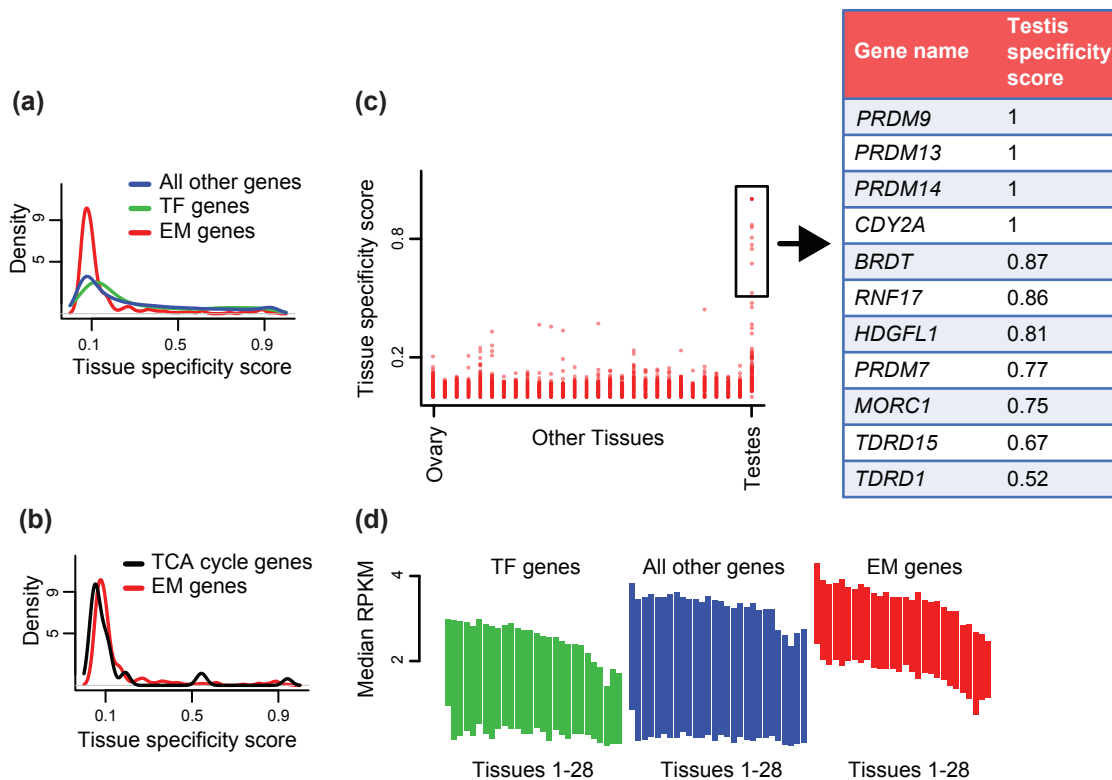 (a)
All other genes
TF genes
EM genes
Density
9
5
0.1 0.5 0.9
Tissue specificity score
(b)
TCA cycle genes
EM genes
Density
9
5
0.1 0.5 0.9
Tissue specificity score
(c)
Tissue specificity score
0.8
0.2
Ovary
Other Tissues
Testes
Gene name Testis specificity score
PRDM9 1
PRDM13 1
PRDM14 1
CDY2A 1
BRDT 0.87
RNF17 0.86
HDGFL1 0.81
PRDM7 0.77
MORC1 0.75
TDRD15 0.67
TDRD1 0.52
(d)
TF genes All other genes EM genes
Median RPKM
4
2
Tissues 1-28 Tissues 1-28 Tissues 1-28